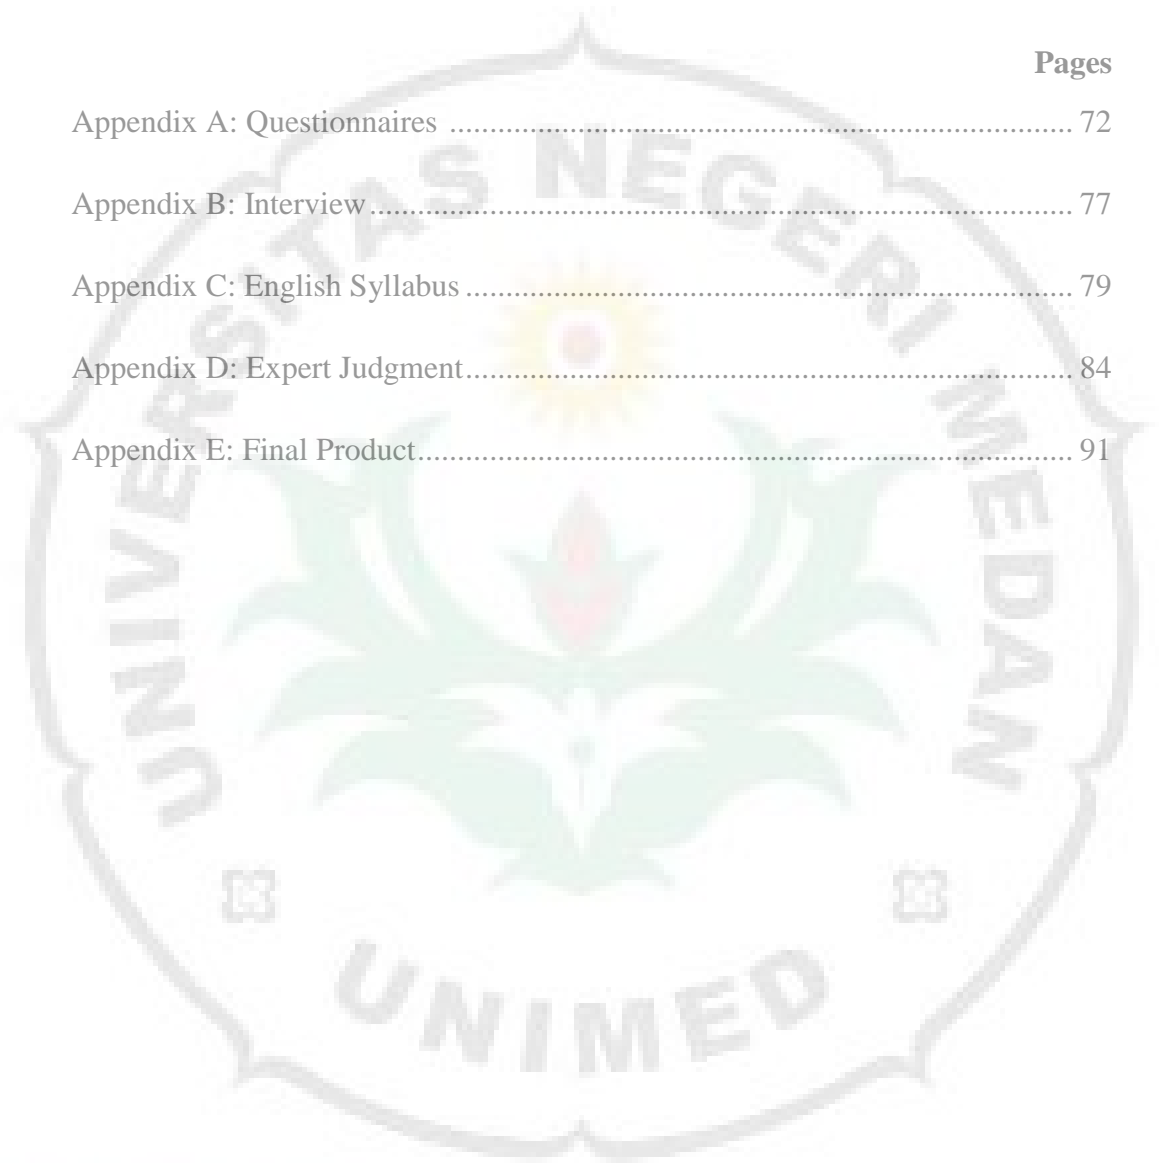 Pages
Appendix A: Questionnaires ............................................................................... 72
Appendix B: Interview......................................................................................... 77
Appendix C: English Syllabus ............................................................................. 79
Appendix D: Expert Judgment............................................................................. 84
Appendix E: Final Product................................................................................... 91
UNIVERSITAS NEGERI MEDAN
UNIMED